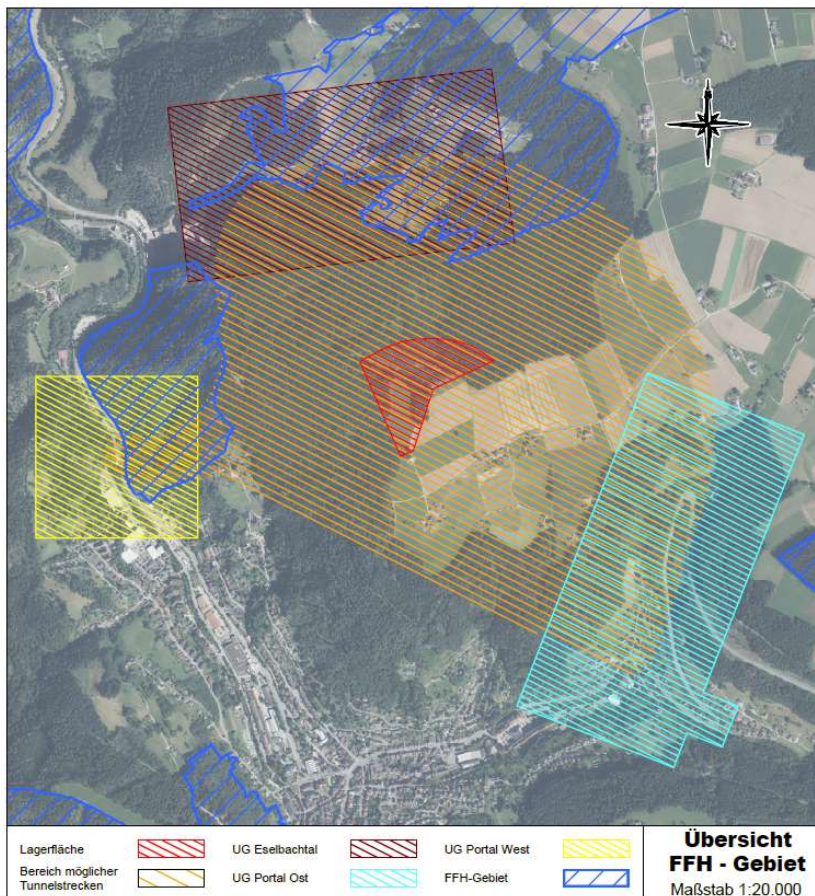 Lagerfläche
UG Eselbachtal
UG Portal West
Bereich möglicher
Tunnelstrecken
UG Portal Ost
FFH-Gebiet
Übersicht
FFH - Gebiet
Maßstab 1:20.000